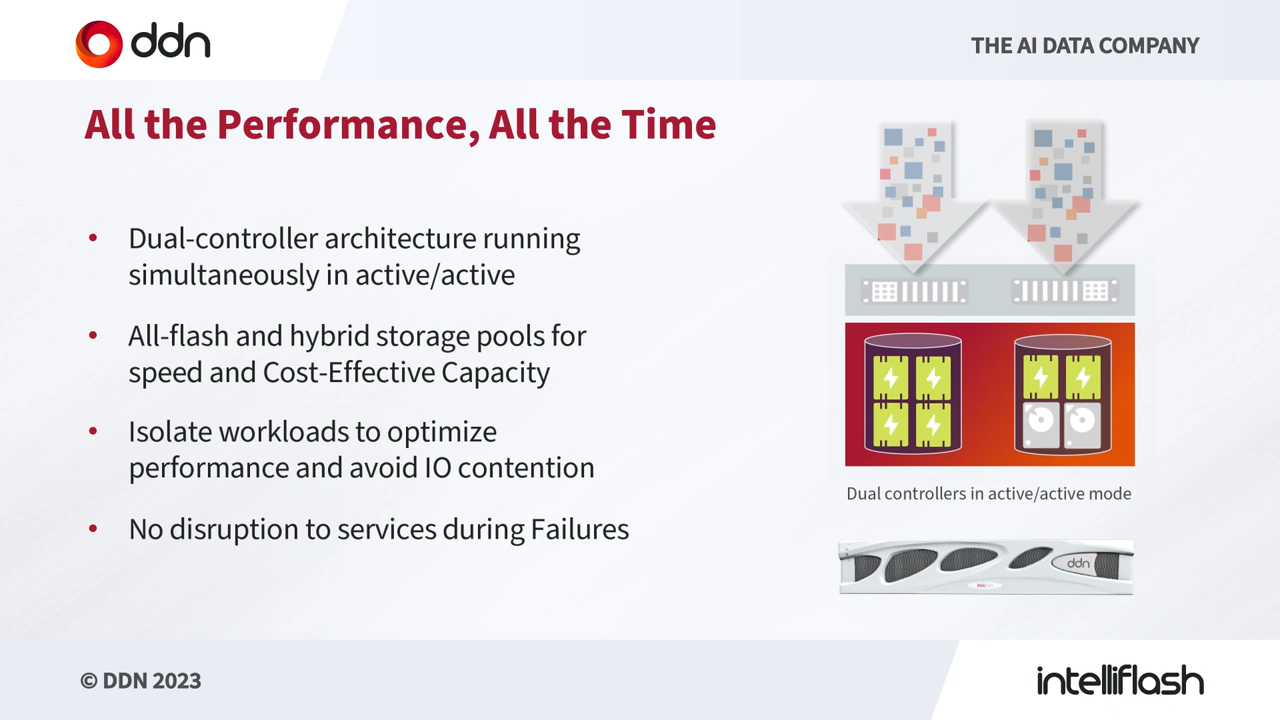 ddn
THE AI DATA COMPANY
All the Performance, All the Time
• Dual-controller architecture running
simultaneously in active/active
• All-flash and hybrid storage pools for
speed and Cost-Effective Capacity
• Isolate workloads to optimize
performance and avoid IO contention
• No disruption to services during Failures
Dual controllers in active/active mode
ddn
© DDN 2023
intelliflash